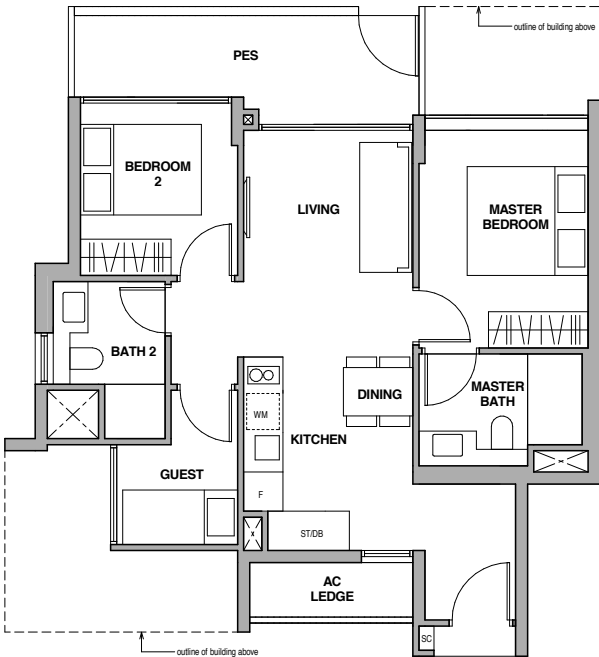 outline of building above
PES
BEDROOM
2
LIVING
MASTER
BEDROOM
BATH 2
DINING
MASTER
BATH
WM
KITCHEN
GUEST
F
ST/DB
AC
LEDGE
SC
outline of building above